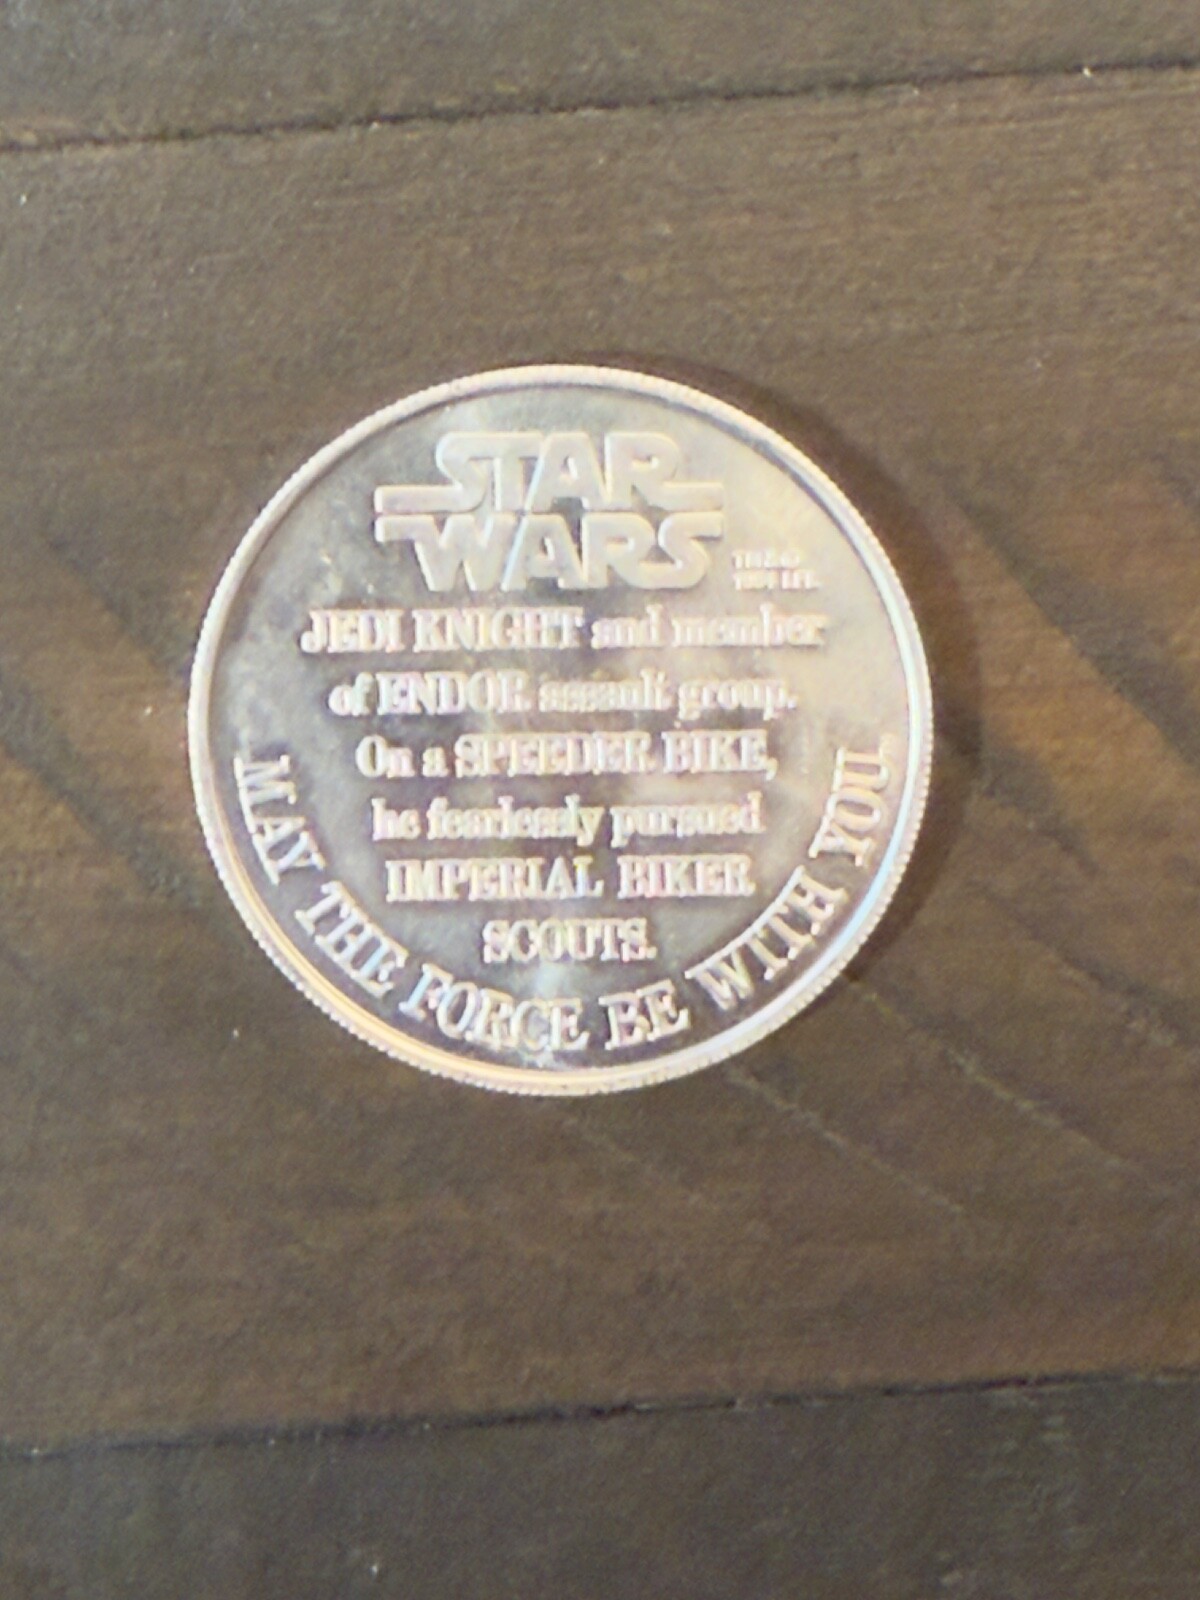 STAR
WARS
JEDI KNIGHT and member
of ENDOR assault group.
On a SPEEDER BIKE,
he fearlessly pursued
IMPERIAL BIKER
SCOUTS.
MAY THE FORCE BE WITH YOU.